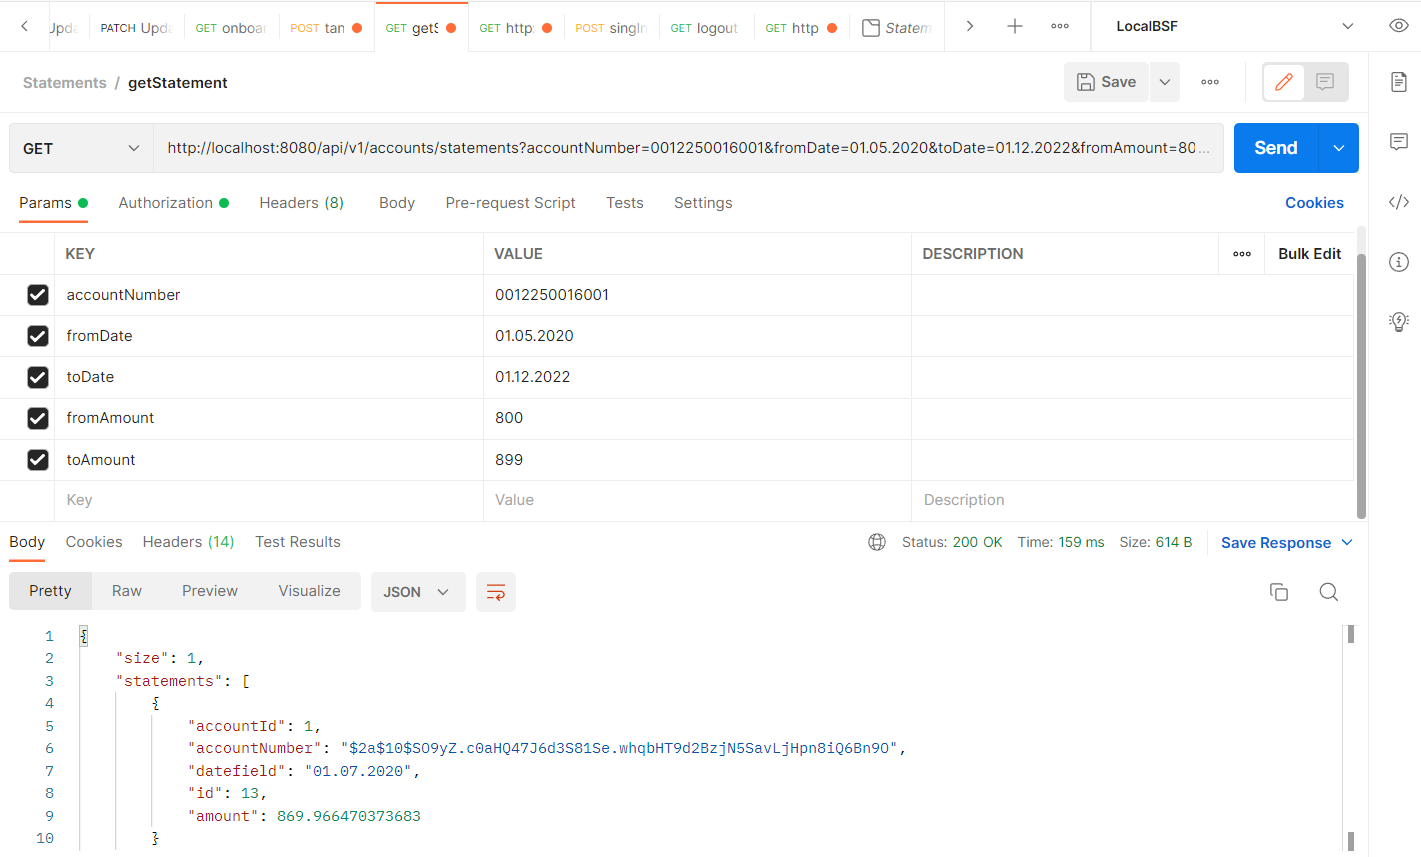 Upda PATCH Upda GET onboar POST tan GET getS GET http: POST singIn GET logout GET http Statem LocalBSF
Statements / getStatement Save
GET http://localhost:8080/api/v1/accounts/statements?accountNumber=0012250016001&fromDate=01.05.2020&toDate=01.12.2022&fromAmount=80... Send
Params Authorization Headers (8) Body Pre-request Script Tests Settings Cookies
KEY VALUE DESCRIPTION Bulk Edit
accountNumber 0012250016001
fromDate 01.05.2020
toDate 01.12.2022
fromAmount 800
toAmount 899
Key Value Description
Body Cookies Headers (14) Test Results Status: 200 OK Time: 159 ms Size: 614 B Save Response
Pretty Raw Preview Visualize JSON
1 {
2 "size": 1,
3 "statements": [
4 {
5 "accountId": 1,
6 "accountNumber": "$2a$10$SO9yZ.c0aHQ47J6d3S81Se.whqbHT9d2BzjN5SavLjHpn8iQ6Bn9O",
7 "datefield": "01.07.2020",
8 "id": 13,
9 "amount": 869.966470373683
10 }